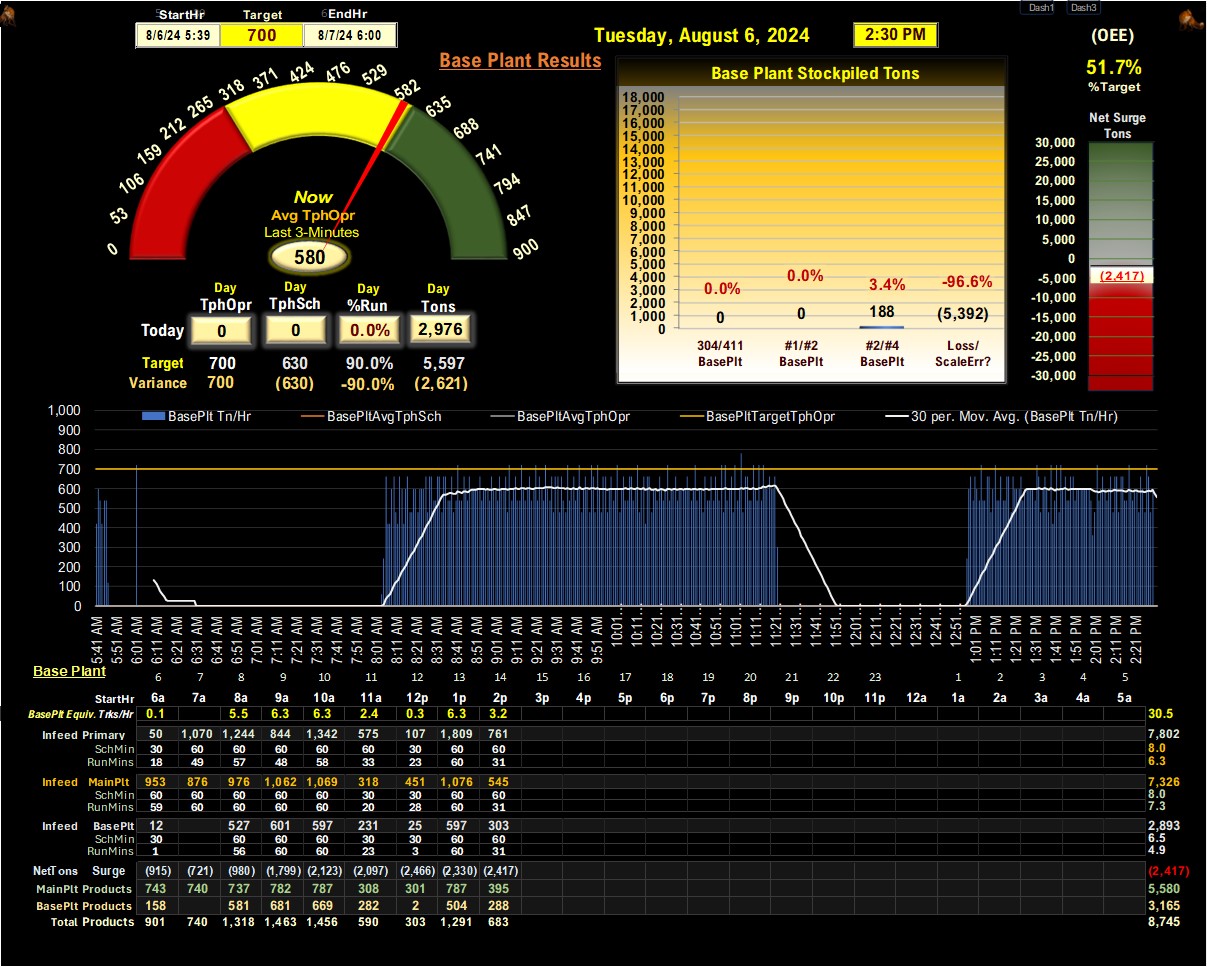 Dash1 Dash3
StartHr Target EndHr
8/6/24 5:39 700 8/7/24 6:00
Tuesday, August 6, 2024 2:30 PM
(OEE)
51.7%
%Target
Base Plant Results
0 53 106 159 212 265 318 371 424 476 529 582 635 688 741 794 847 900
Now
Avg TphOpr
Last 3-Minutes
580
Day Day Day Day
TphOpr TphSch %Run Tons
Today 0 0 0.0% 2,976
Target 700 630 90.0% 5,597
Variance 700 (630) -90.0% (2,621)
Base Plant Stockpiled Tons
18,000
17,000
16,000
15,000
14,000
13,000
12,000
11,000
10,000
9,000
8,000
7,000
6,000
5,000
4,000
3,000
2,000
1,000
0
0.0% 0.0% 3.4% -96.6%
0 0 188 (5,392)
304/411 #1/#2 #2/#4 Loss/
BasePlt BasePlt BasePlt ScaleErr?
Net Surge
Tons
30,000
25,000
20,000
15,000
10,000
5,000
0
-5,000
-10,000
-15,000
-20,000
-25,000
-30,000
(2,417)
BasePlt Tn/Hr BasePltAvgTphSch BasePltAvgTphOpr BasePltTargetTphOpr 30 per. Mov. Avg. (BasePlt Tn/Hr)
1,000
900
800
700
600
500
400
300
200
100
0
5:44 AM 5:51 AM 6:01 AM 6:11 AM 6:21 AM 6:31 AM 6:41 AM 6:51 AM 7:01 AM 7:11 AM 7:21 AM 7:31 AM 7:41 AM 7:51 AM 8:01 AM 8:11 AM 8:21 AM 8:31 AM 8:41 AM 8:51 AM 9:01 AM 9:11 AM 9:21 AM 9:31 AM 9:41 AM 9:51 AM 10:01… 10:11… 10:21… 10:31… 10:41… 10:51… 11:01… 11:11… 11:21… 11:31… 11:41… 11:51… 12:01… 12:11… 12:21… 12:31… 12:41… 12:51… 1:01 PM 1:11 PM 1:21 PM 1:31 PM 1:41 PM 1:51 PM 2:00 PM 2:11 PM 2:21 PM
Base Plant
6 7 8 9 10 11 12 13 14 15 16 17 18 19 20 21 22 23 1 2 3 4 5
StartHr 6a 7a 8a 9a 10a 11a 12p 1p 2p 3p 4p 5p 6p 7p 8p 9p 10p 11p 12a 1a 2a 3a 4a 5a
BasePlt Equiv. Trks/Hr 0.1 5.5 6.3 6.3 2.4 0.3 6.3 3.2 30.5
Infeed Primary 50 1,070 1,244 844 1,342 575 107 1,809 761 7,802
SchMin 30 60 60 60 60 60 30 60 60 8.0
RunMins 18 49 57 48 58 33 23 60 31 6.3
Infeed MainPlt 953 876 976 1,062 1,069 318 451 1,076 545 7,326
SchMin 60 60 60 60 60 30 30 60 60 8.0
RunMins 59 60 60 60 60 20 28 60 31 7.3
Infeed BasePlt 12 527 601 597 231 25 597 303 2,893
SchMin 30 60 60 60 30 30 60 60 6.5
RunMins 1 56 60 60 23 3 60 31 4.9
NetTons Surge (915) (721) (980) (1,799) (2,123) (2,097) (2,466) (2,330) (2,417) (2,417)
MainPlt Products 743 740 737 782 787 308 301 787 395 5,580
BasePlt Products 158 581 681 669 282 2 504 288 3,165
Total Products 901 740 1,318 1,463 1,456 590 303 1,291 683 8,745